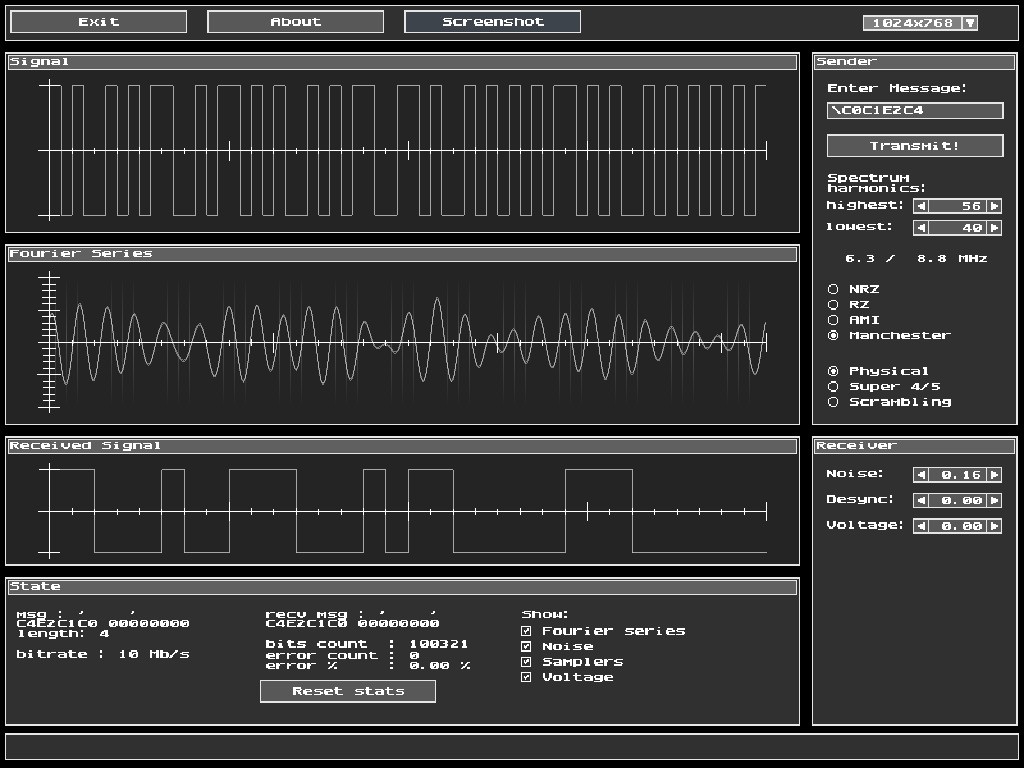 Exit
About
Screenshot
1024x768
Signal
Sender
Enter Message:
\C0C1E2C4
Transmit!
Spectrum
harmonics:
highest: 56
lowest: 40
6.3 / 8.8 MHz
NRZ
RZ
AMI
Manchester
Physical
Super 4/5
Scrambling
Fourier Series
Received Signal
Receiver
Noise: 0.16
Desync: 0.00
Voltage: 0.00
State
msg : ' '
C4E2C1C0 00000000
length: 4
bitrate : 10 Mb/s
recv msg : ' '
C4E2C1C0 00000000
bits count : 100321
error count : 0
error % : 0.00 %
Reset stats
Show:
Fourier series
Noise
Samplers
Voltage